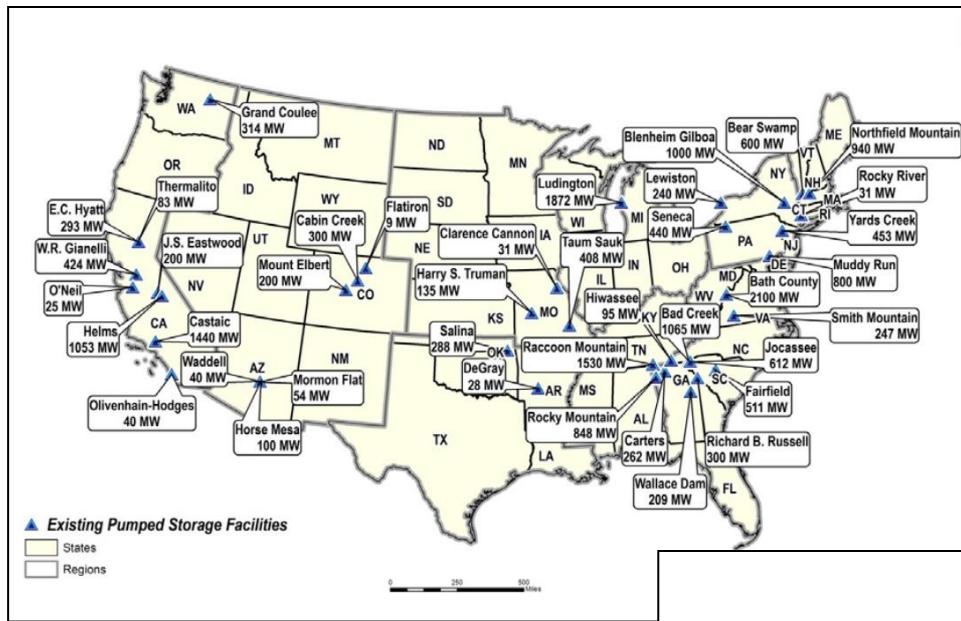 WA
Grand Coulee
314 MW
MT
ND
MN
OR
ID
WY
SD
WI
MI
Thermalito
83 MW
E.C. Hyatt
293 MW
W.R. Gianelli
424 MW
O'Neil
25 MW
J.S. Eastwood
200 MW
Helms
1053 MW
CA
NV
UT
Castaic
1440 MW
Olivenhain-Hodges
40 MW
Cabin Creek
300 MW
Flatiron
9 MW
Mount Elbert
200 MW
CO
NE
KS
IA
AZ
NM
Waddell
40 MW
Mormon Flat
54 MW
Horse Mesa
100 MW
Ludington
1872 MW
Clarence Cannon
31 MW
Harry S. Truman
135 MW
Taum Sauk
408 MW
MO
IL
IN
OH
Salina
288 MW
OK
DeGray
28 MW
AR
TX
LA
MS
AL
Hiwassee
95 MW
KY
TN
Raccoon Mountain
1530 MW
Bad Creek
1065 MW
Rocky Mountain
848 MW
Carters
262 MW
Wallace Dam
209 MW
GA
Richard B. Russell
300 MW
Fairfield
511 MW
SC
NC
Jocassee
612 MW
FL
Bear Swamp
600 MW
Blenheim Gilboa
1000 MW
Lewiston
240 MW
Seneca
440 MW
NY
VT
ME
NH
MA
CT
RI
Northfield Mountain
940 MW
Rocky River
31 MW
Yards Creek
453 MW
PA
NJ
DE
MD
WV
VA
Muddy Run
800 MW
Bath County
2100 MW
Smith Mountain
247 MW
Existing Pumped Storage Facilities
States
Regions
0 250 500
Miles